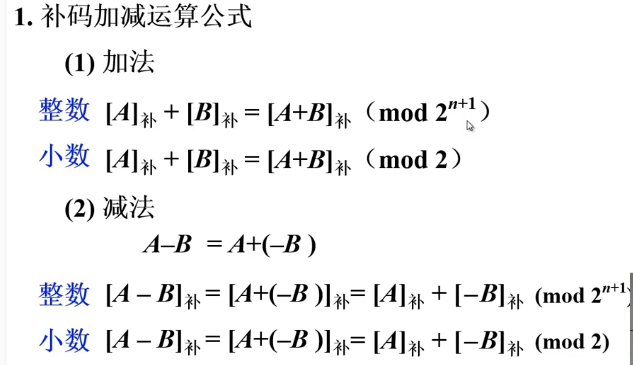 1. 补码加减运算公式
(1) 加法
整数 [A]补 + [B]补 = [A+B]补（mod 2ⁿ⁺¹）
小数 [A]补 + [B]补 = [A+B]补（mod 2）
(2) 减法
A–B = A+(–B )
整数 [A – B]补 = [A+(–B )]补 = [A]补 + [–B]补 (mod 2ⁿ⁺¹)
小数 [A – B]补 = [A+(–B )]补 = [A]补 + [–B]补 (mod 2)